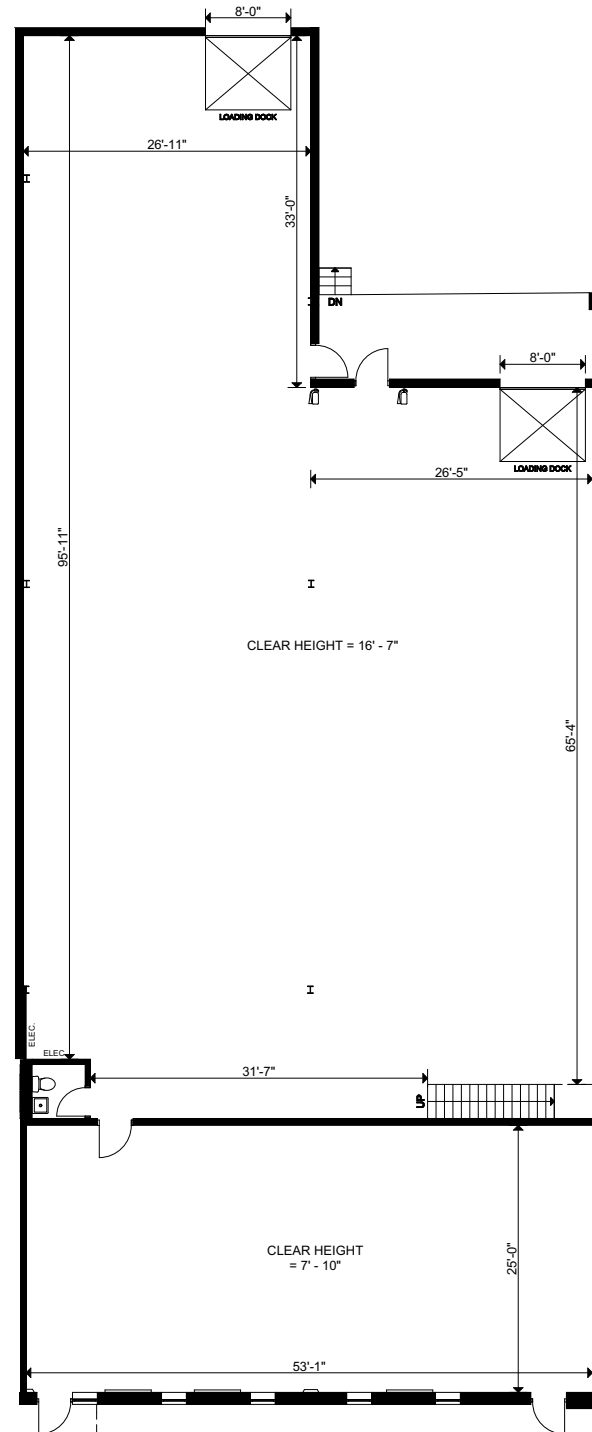 8'-0"
LOADING DOCK
26'-11"
33'-0"
DN
8'-0"
LOADING DOCK
26'-5"
95'-11"
CLEAR HEIGHT = 16' - 7"
65'-4"
ELEC.
ELEC.
31'-7"
UP
CLEAR HEIGHT
= 7' - 10"
25'-0"
53'-1"